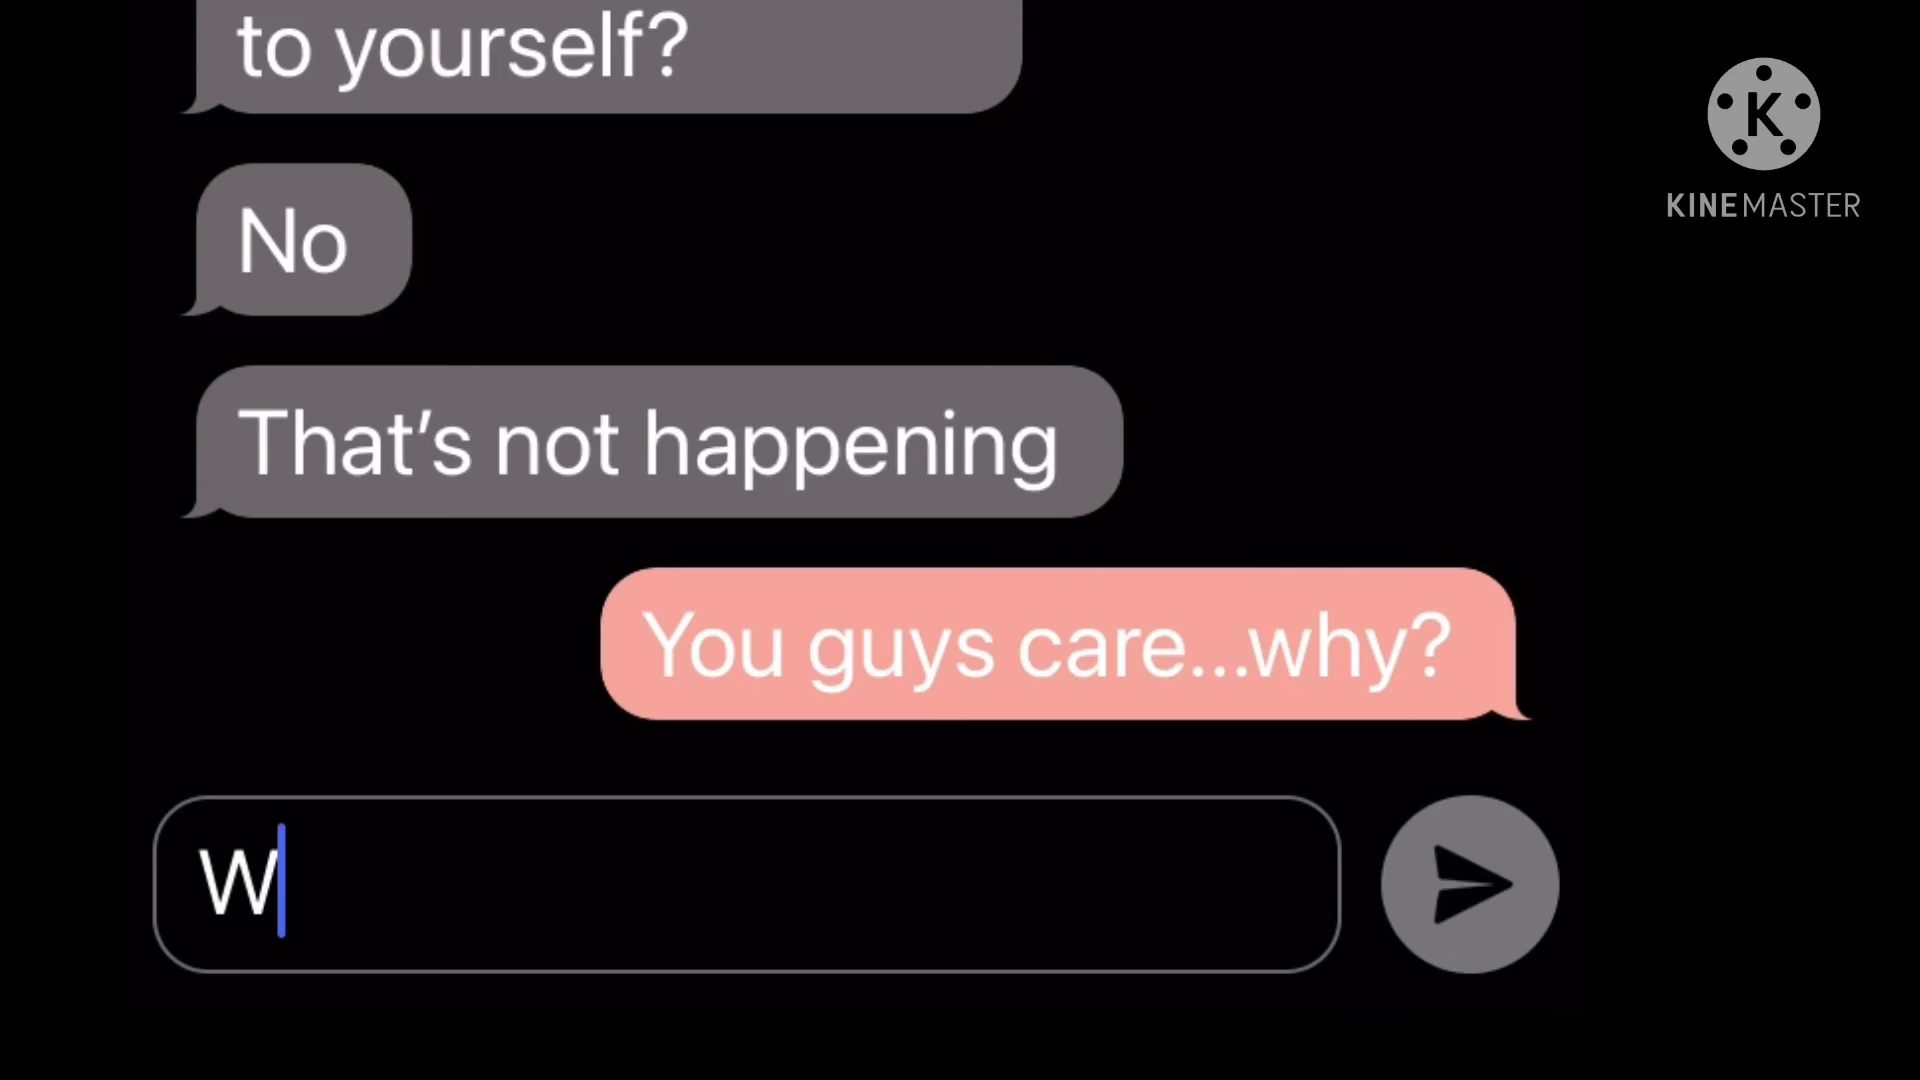 to yourself?
No
That’s not happening
You guys care...why?
W
K
KINEMASTER